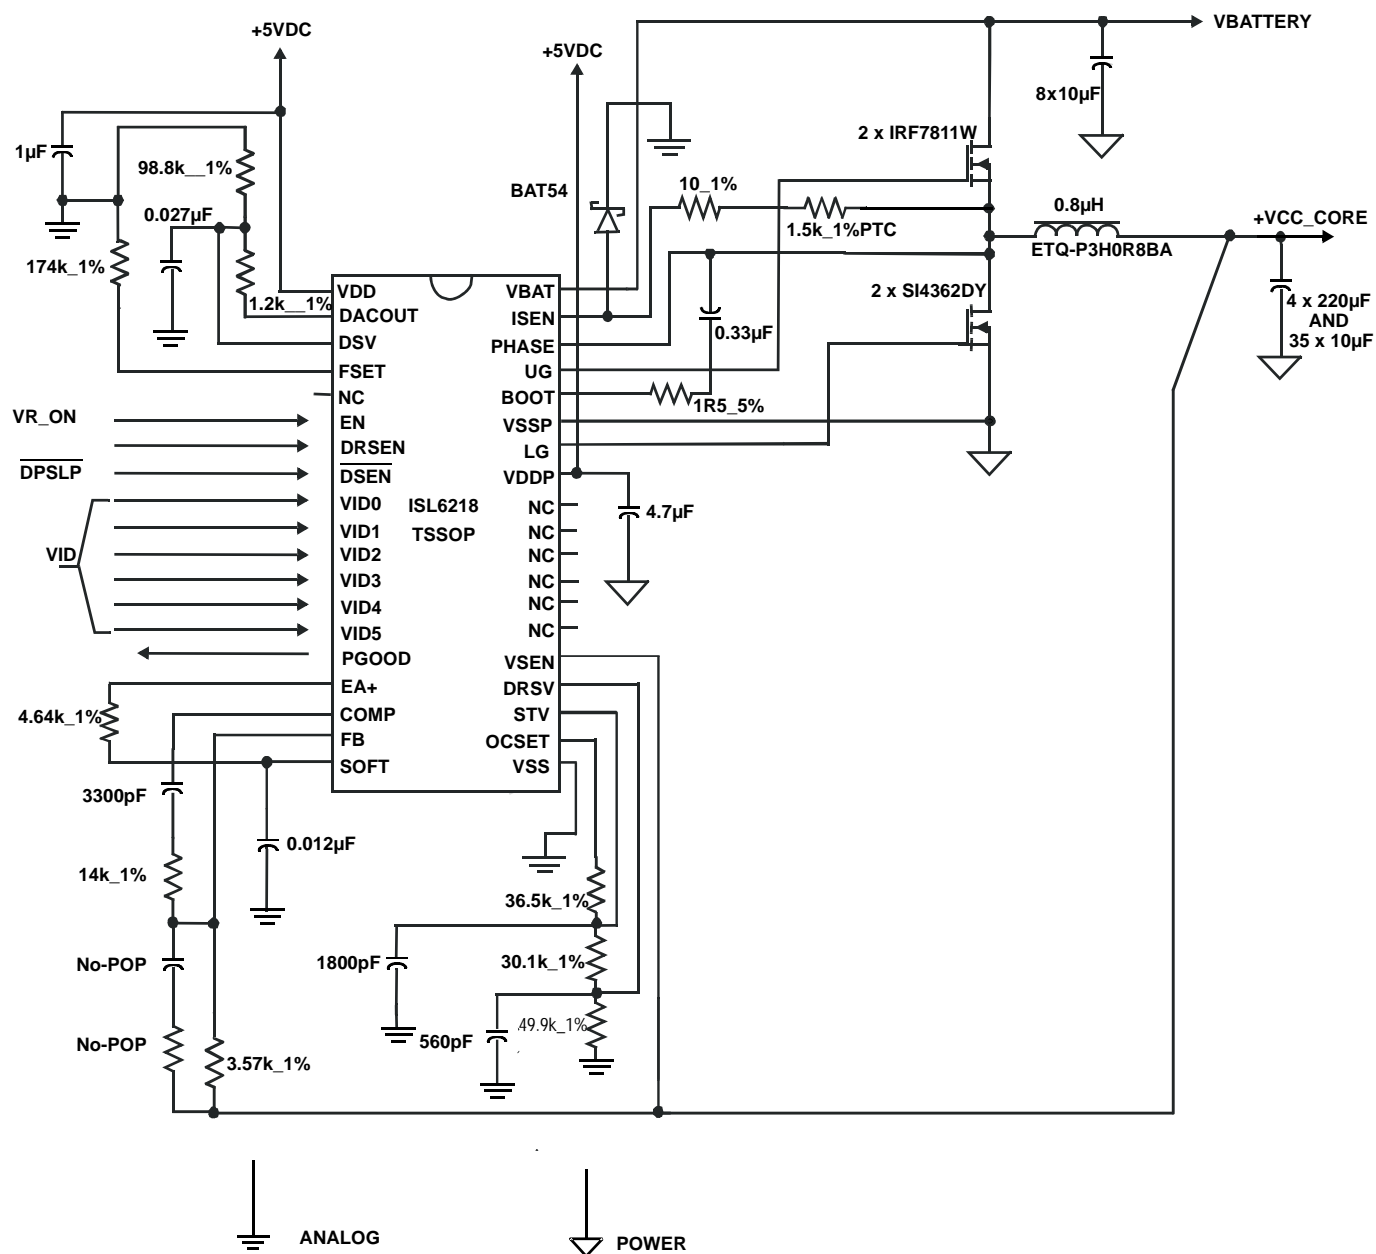 +5VDC
+5VDC
VBATTERY
8x10µF
1µF
98.8k__1%
0.027µF
174k_1%
1.2k__1%
BAT54
10_1%
1.5k_1%PTC
2 x IRF7811W
0.8µH
ETQ-P3H0R8BA
+VCC_CORE
4 x 220µF
AND
35 x 10µF
2 x SI4362DY
0.33µF
1R5_5%
4.7µF
VDD
DACOUT
DSV
FSET
NC
EN
DRSEN
DSEN
VID0
VID1
VID2
VID3
VID4
VID5
PGOOD
EA+
COMP
FB
SOFT
ISL6218
TSSOP
VBAT
ISEN
PHASE
UG
BOOT
VSSP
LG
VDDP
NC
NC
NC
NC
NC
NC
VSEN
DRSV
STV
OCSET
VSS
VR_ON
DPSLP
VID
4.64k_1%
3300pF
0.012µF
14k_1%
No-POP
No-POP
3.57k_1%
36.5k_1%
1800pF
30.1k_1%
560pF
49.9k_1%
ANALOG
POWER